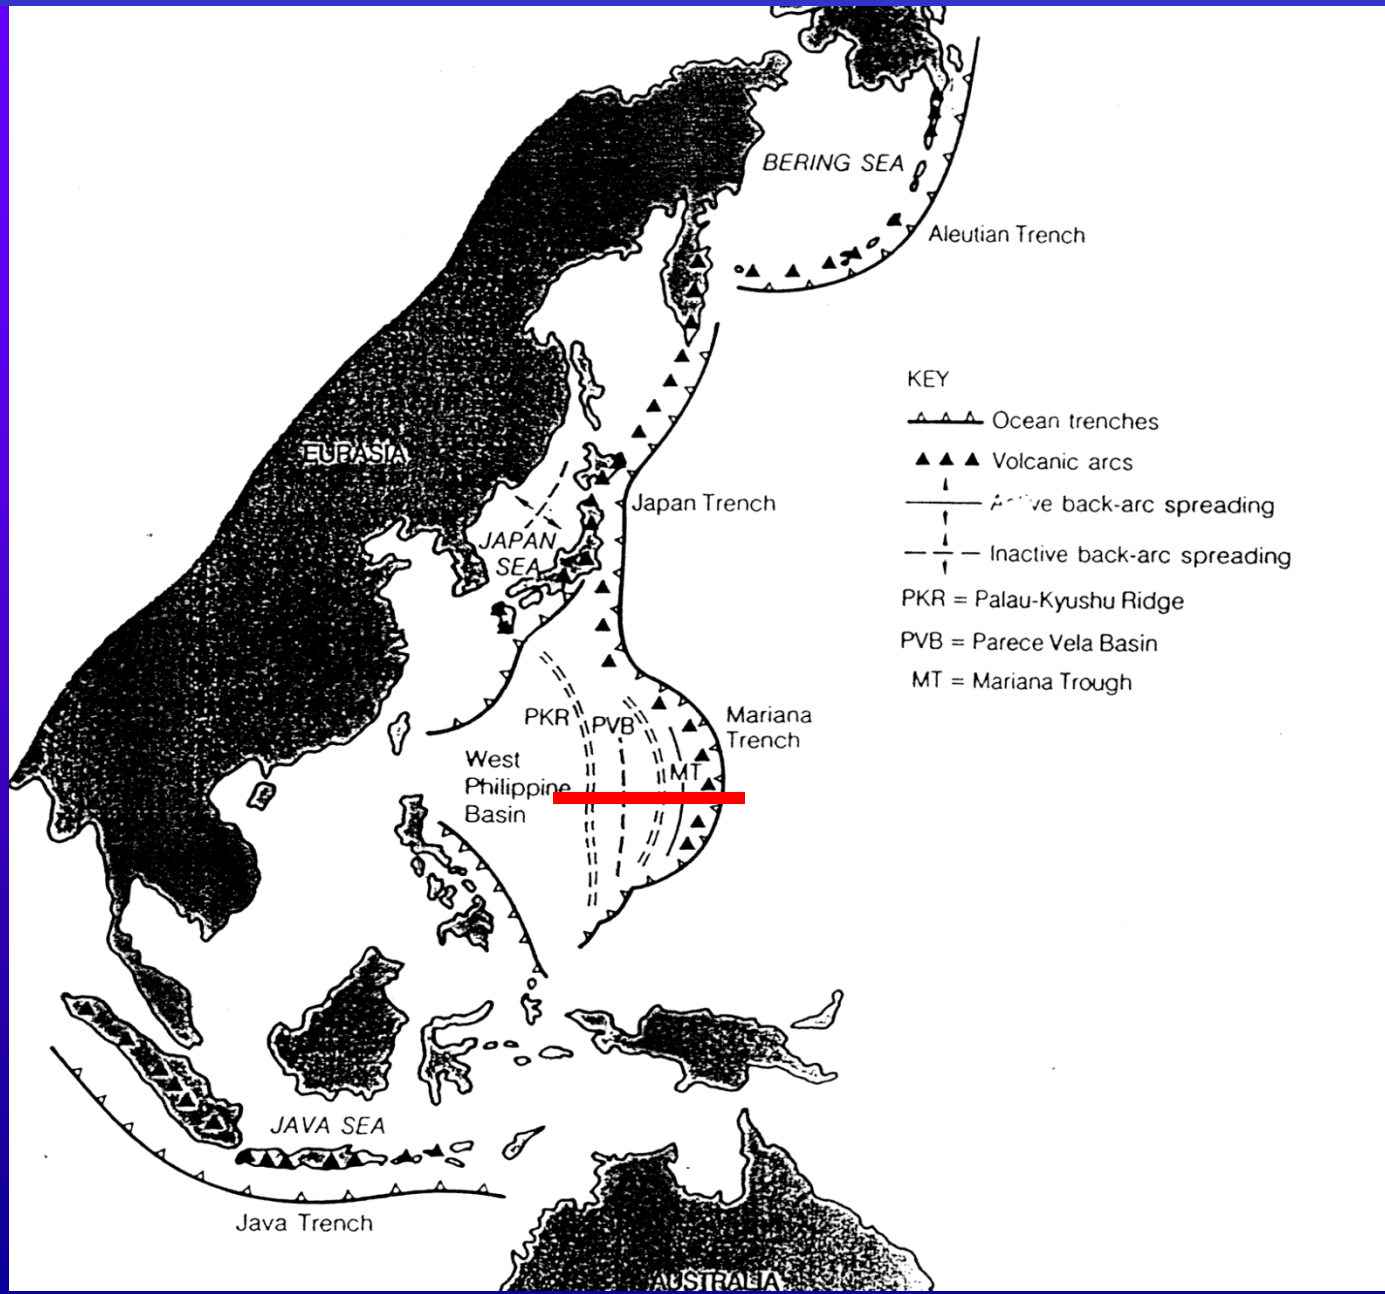 BERING SEA
Aleutian Trench
KEY
Ocean trenches
EURASIA
Volcanic arcs
Japan Trench
back-arc spreading
JAPAN
SEA
Inactive back-arc spreading
PKR = Palau-Kyushu Ridge
PVB = Parece Vela Basin
MT = Mariana Trough
PKR
PVB
Mariana
Trench
West
Philippine
Basin
MT
JAVA SEA
Java Trench
AUSTRALIA